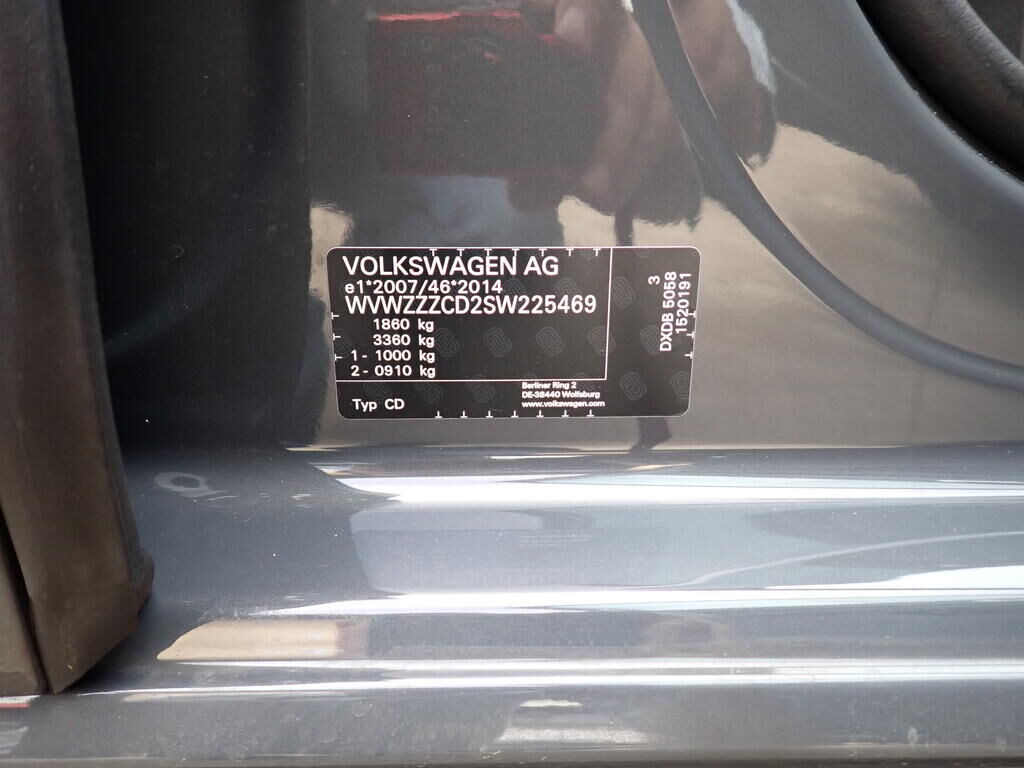 VOLKSWAGEN AG
e1*2007/46*2014
WVWZZZCD2SW225469
1860 kg
3360 kg
1 - 1000 kg
2 - 0910 kg
Typ CD
Berliner Ring 2
DE-38440 Wolfsburg
www.volkswagen.com
3
DXDB 5058
1520191